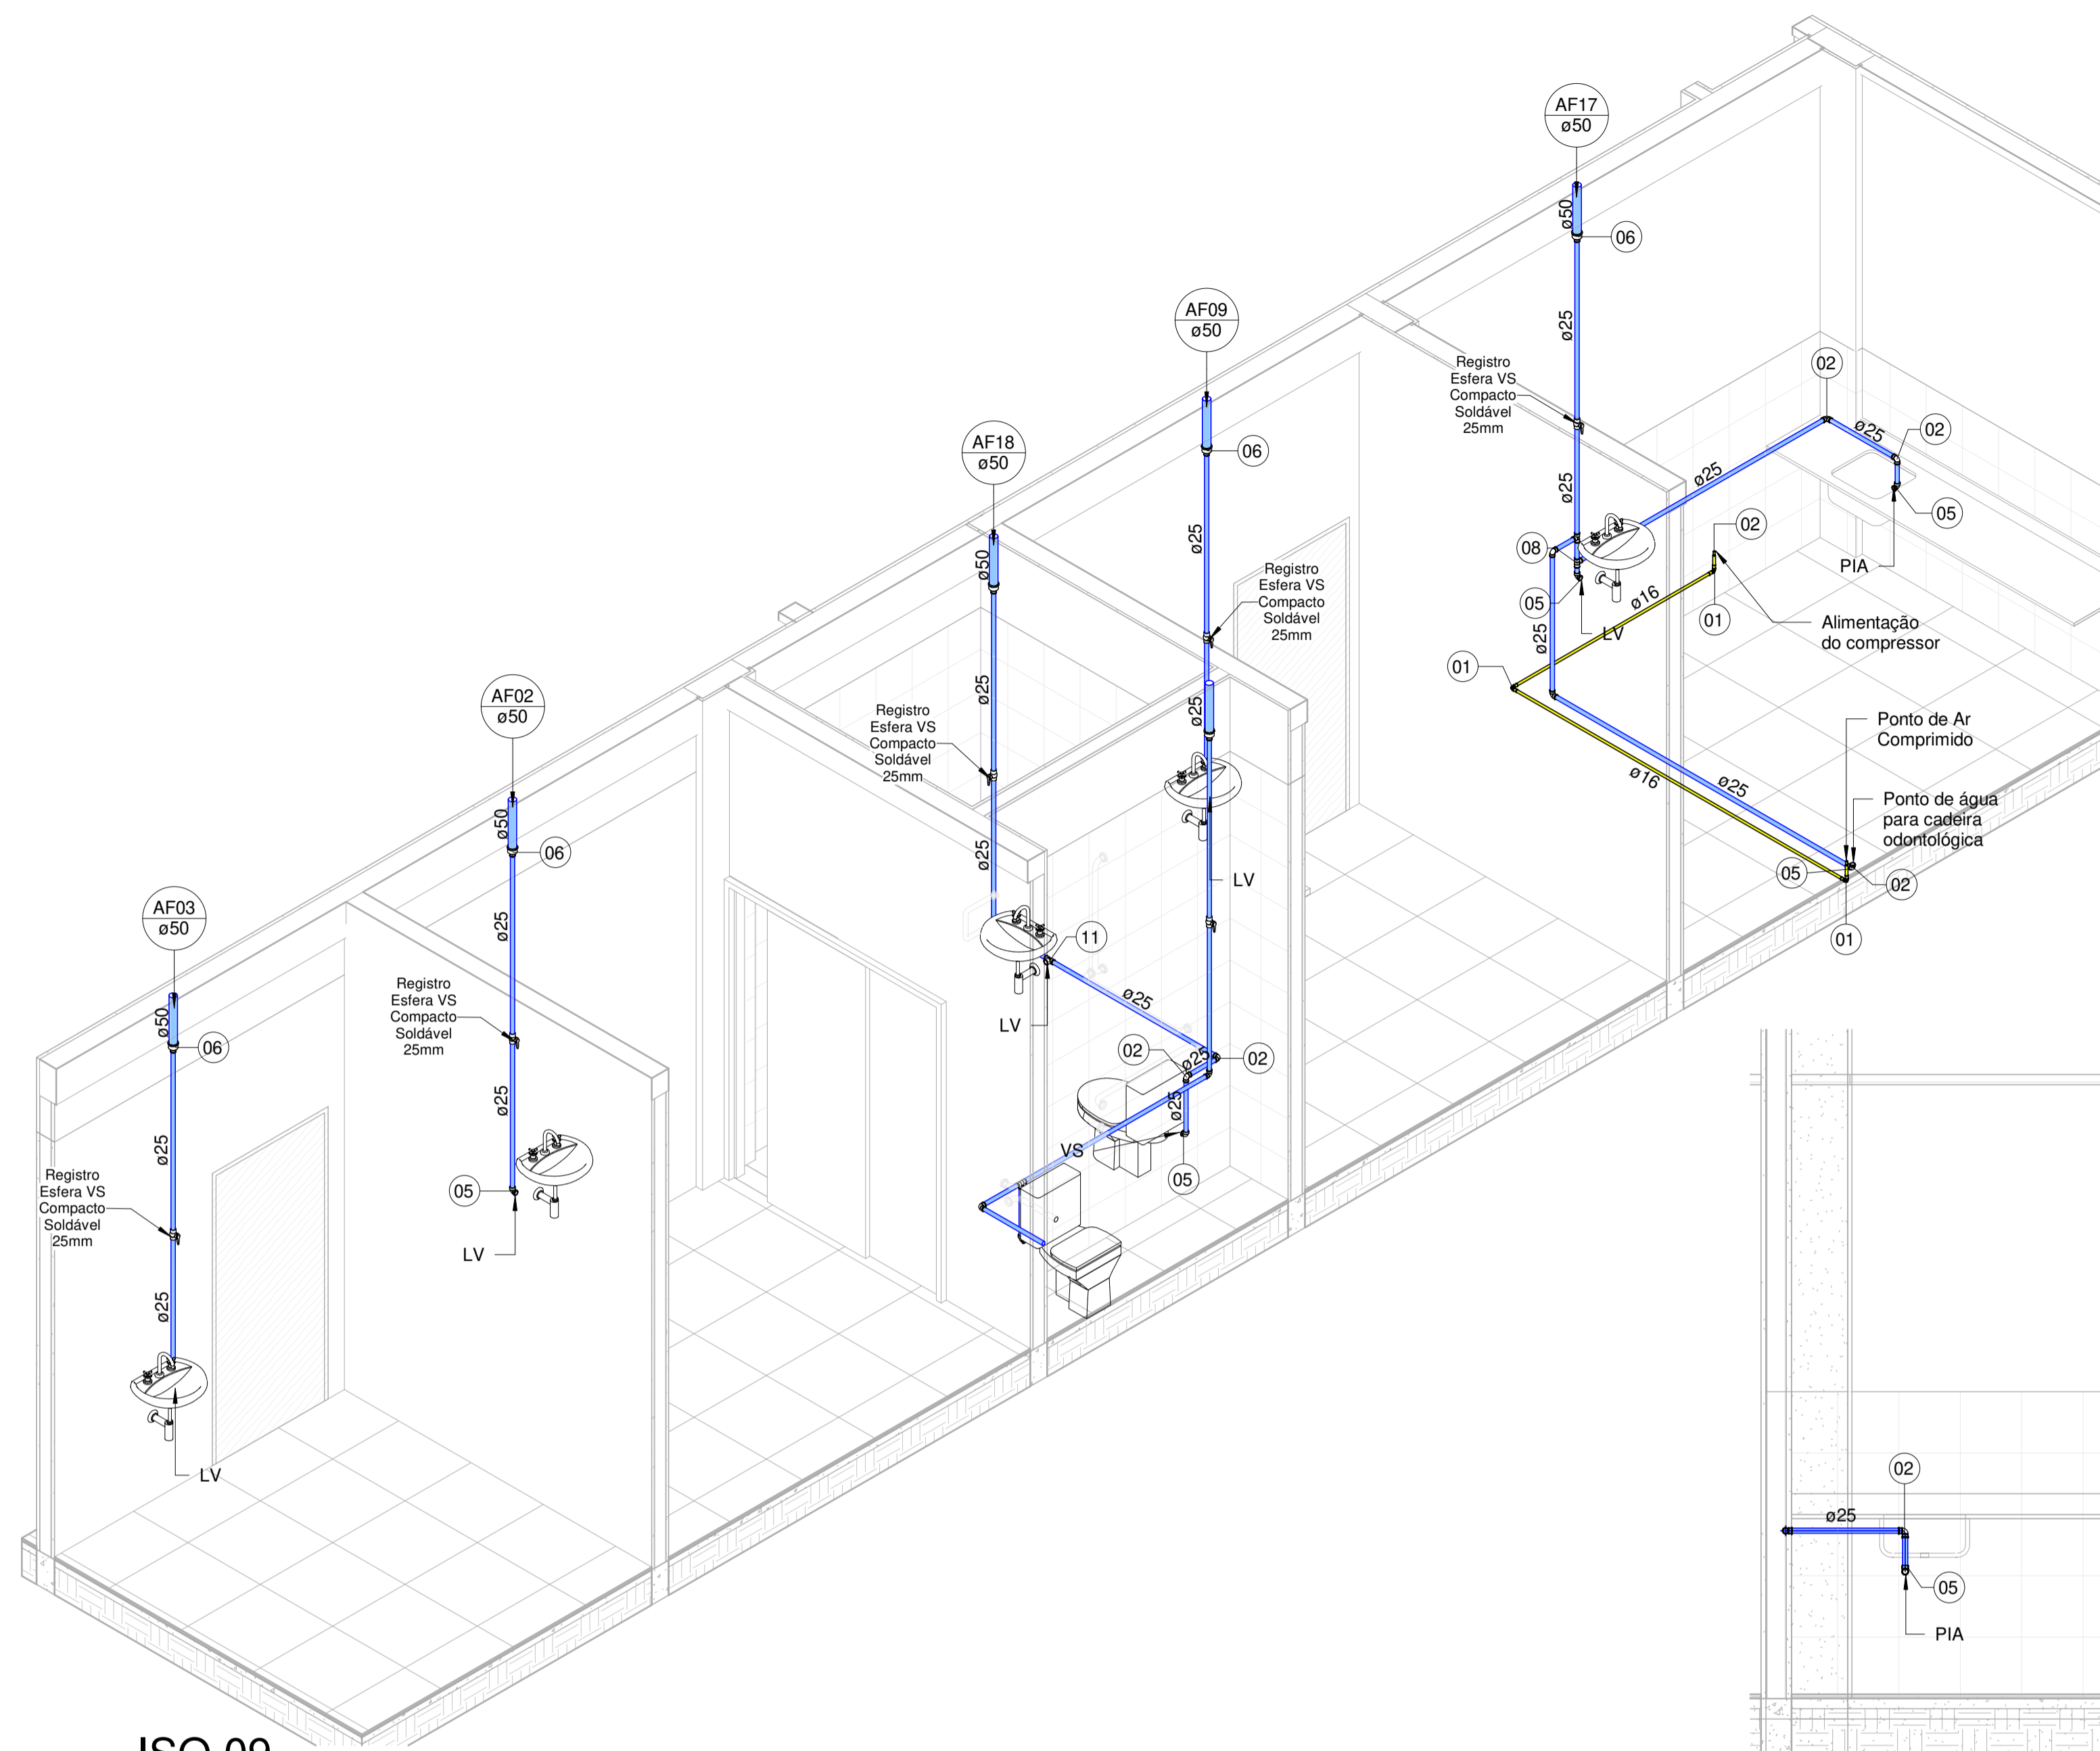 AF17
ø50
ø50
06
ø25
Registro
Esfera VS
Compacto
Soldável
25mm
ø25
08
05
LV
ø25
02
ø25
02
ø25
05
PIA
02
01
ø16
Alimentação
do compressor
01
ø16
ø25
Ponto de Ar
Comprimido
Ponto de água
para cadeira
odontológica
05
02
01
AF09
ø50
06
ø25
Registro
Esfera VS
Compacto
Soldável
25mm
ø25
LV
AF18
ø50
ø50
ø25
Registro
Esfera VS
Compacto
Soldável
25mm
ø25
11
LV
ø25
02
ø25
02
ø25
VS
05
AF02
ø50
ø50
06
ø25
Registro
Esfera VS
Compacto
Soldável
25mm
ø25
05
LV
AF03
ø50
ø50
06
ø25
Registro
Esfera VS
Compacto
Soldável
25mm
ø25
LV
02
ø25
05
PIA
ISO 09